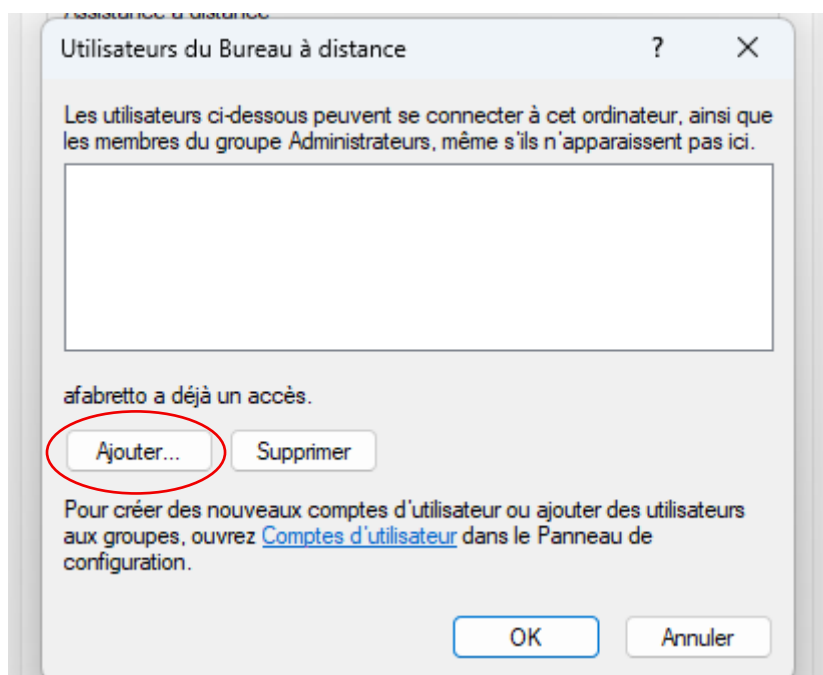 Assistance à distance
Utilisateurs du Bureau à distance
?
Les utilisateurs ci-dessous peuvent se connecter à cet ordinateur, ainsi que
les membres du groupe Administrateurs, même s'ils n'apparaissent pas ici.
afabretto a déjà un accès.
Ajouter... Supprimer
Pour créer des nouveaux comptes d'utilisateur ou ajouter des utilisateurs
aux groupes, ouvrez Comptes d'utilisateur dans le Panneau de
configuration.
OK Annuler